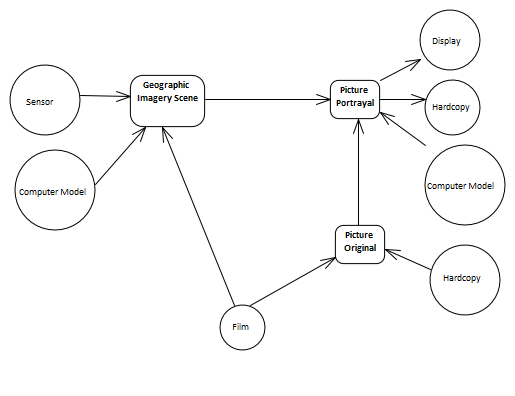 Display
Geographic
Imagery Scene
Picture
Portrayal
Sensor
Hardcopy
Computer Model
Computer Model
Picture
Original
Hardcopy
Film